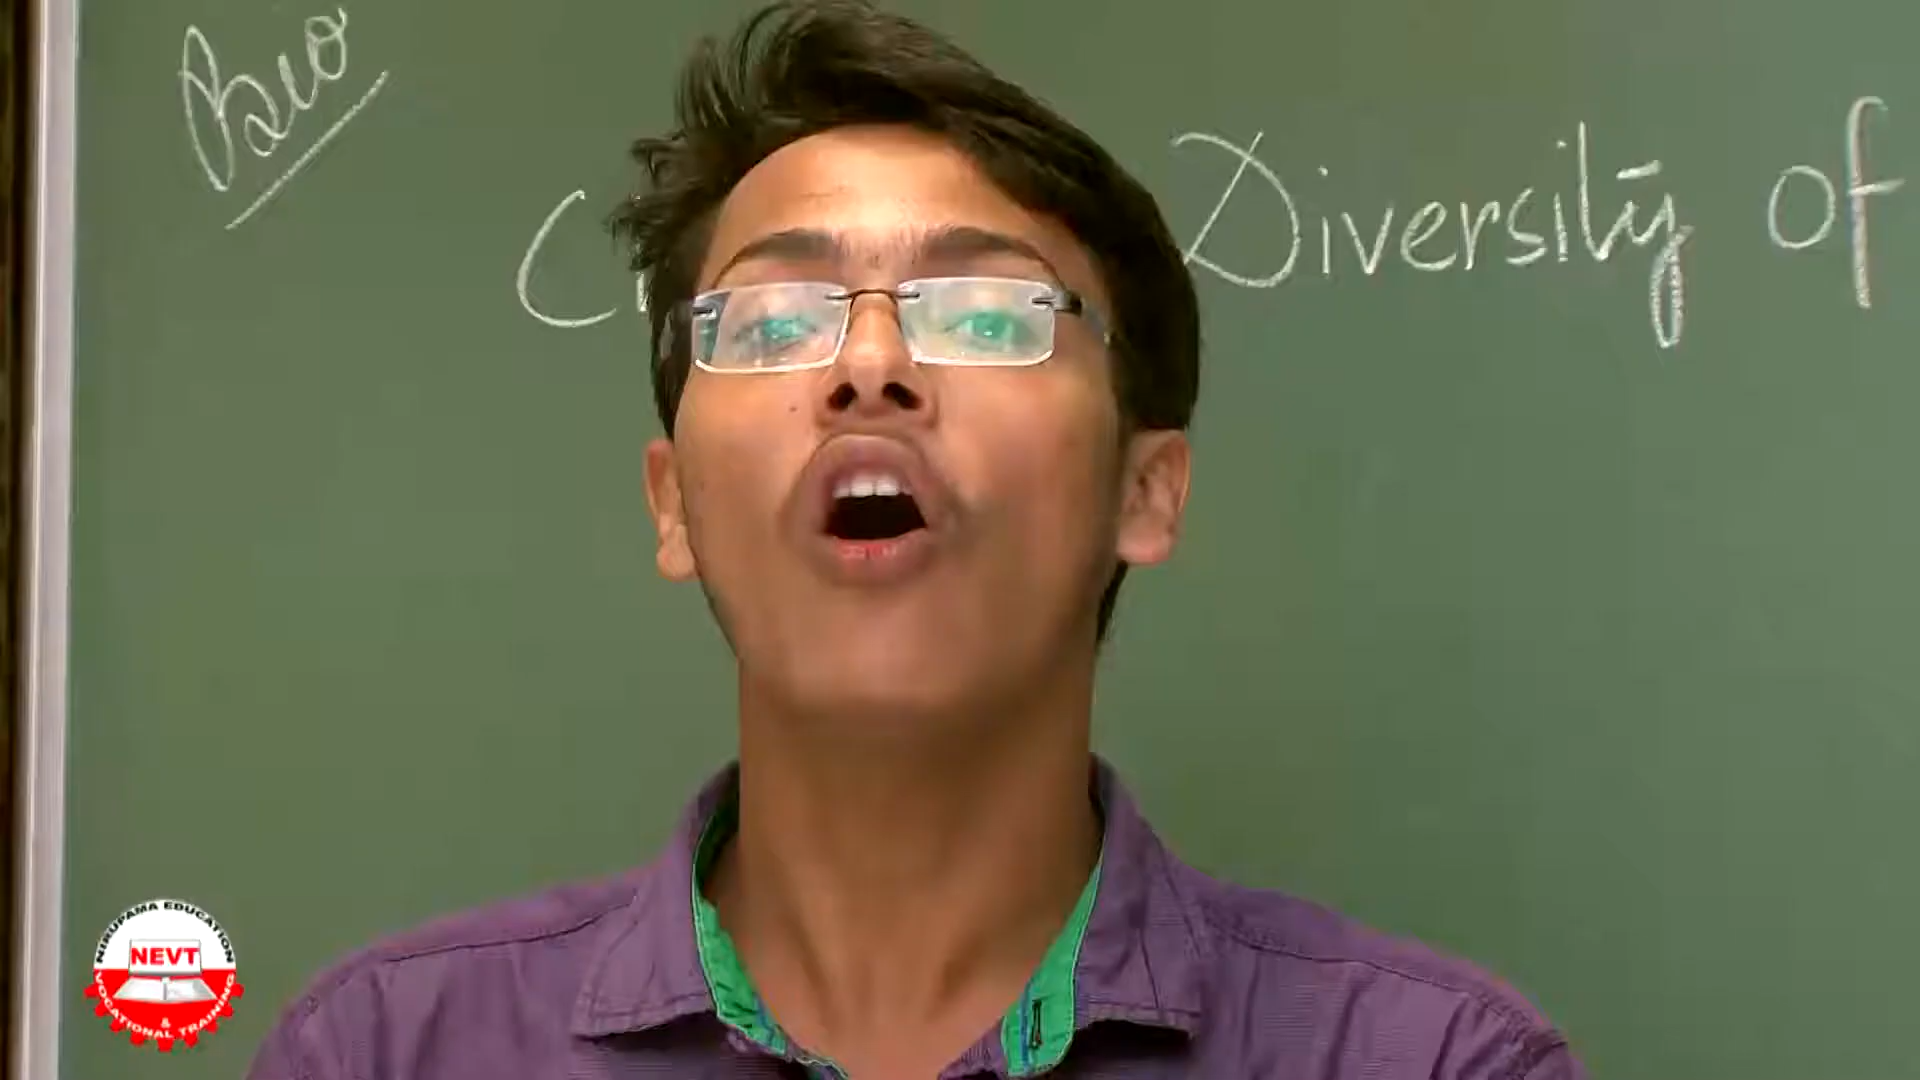 Bio
Diversity of
NIRUPAMA EDUCATION
NEVT
&
VOCATIONAL TRAINING